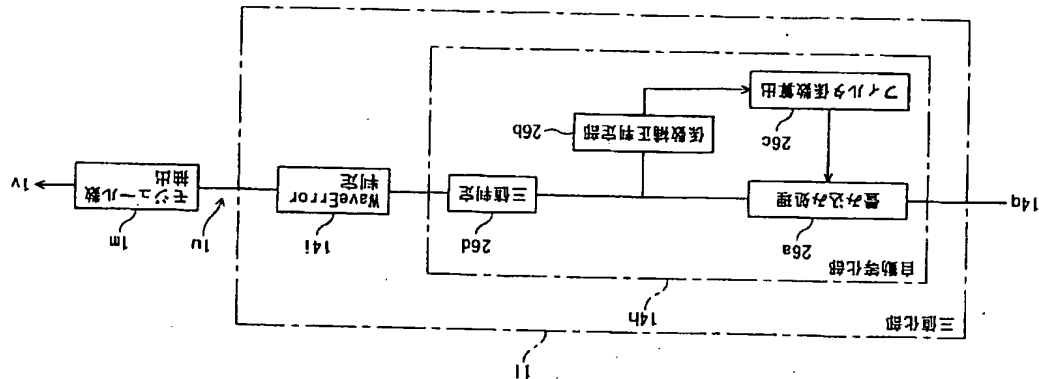 1l
三値化部
14h
自動等化部
26a
26d
14i
1u
1m
14q
畳み込み処理
三値判定
WaveError
判定
モジュール数
抽出
1v
26b
係数補正判定部
26c
フィルタ係数算出